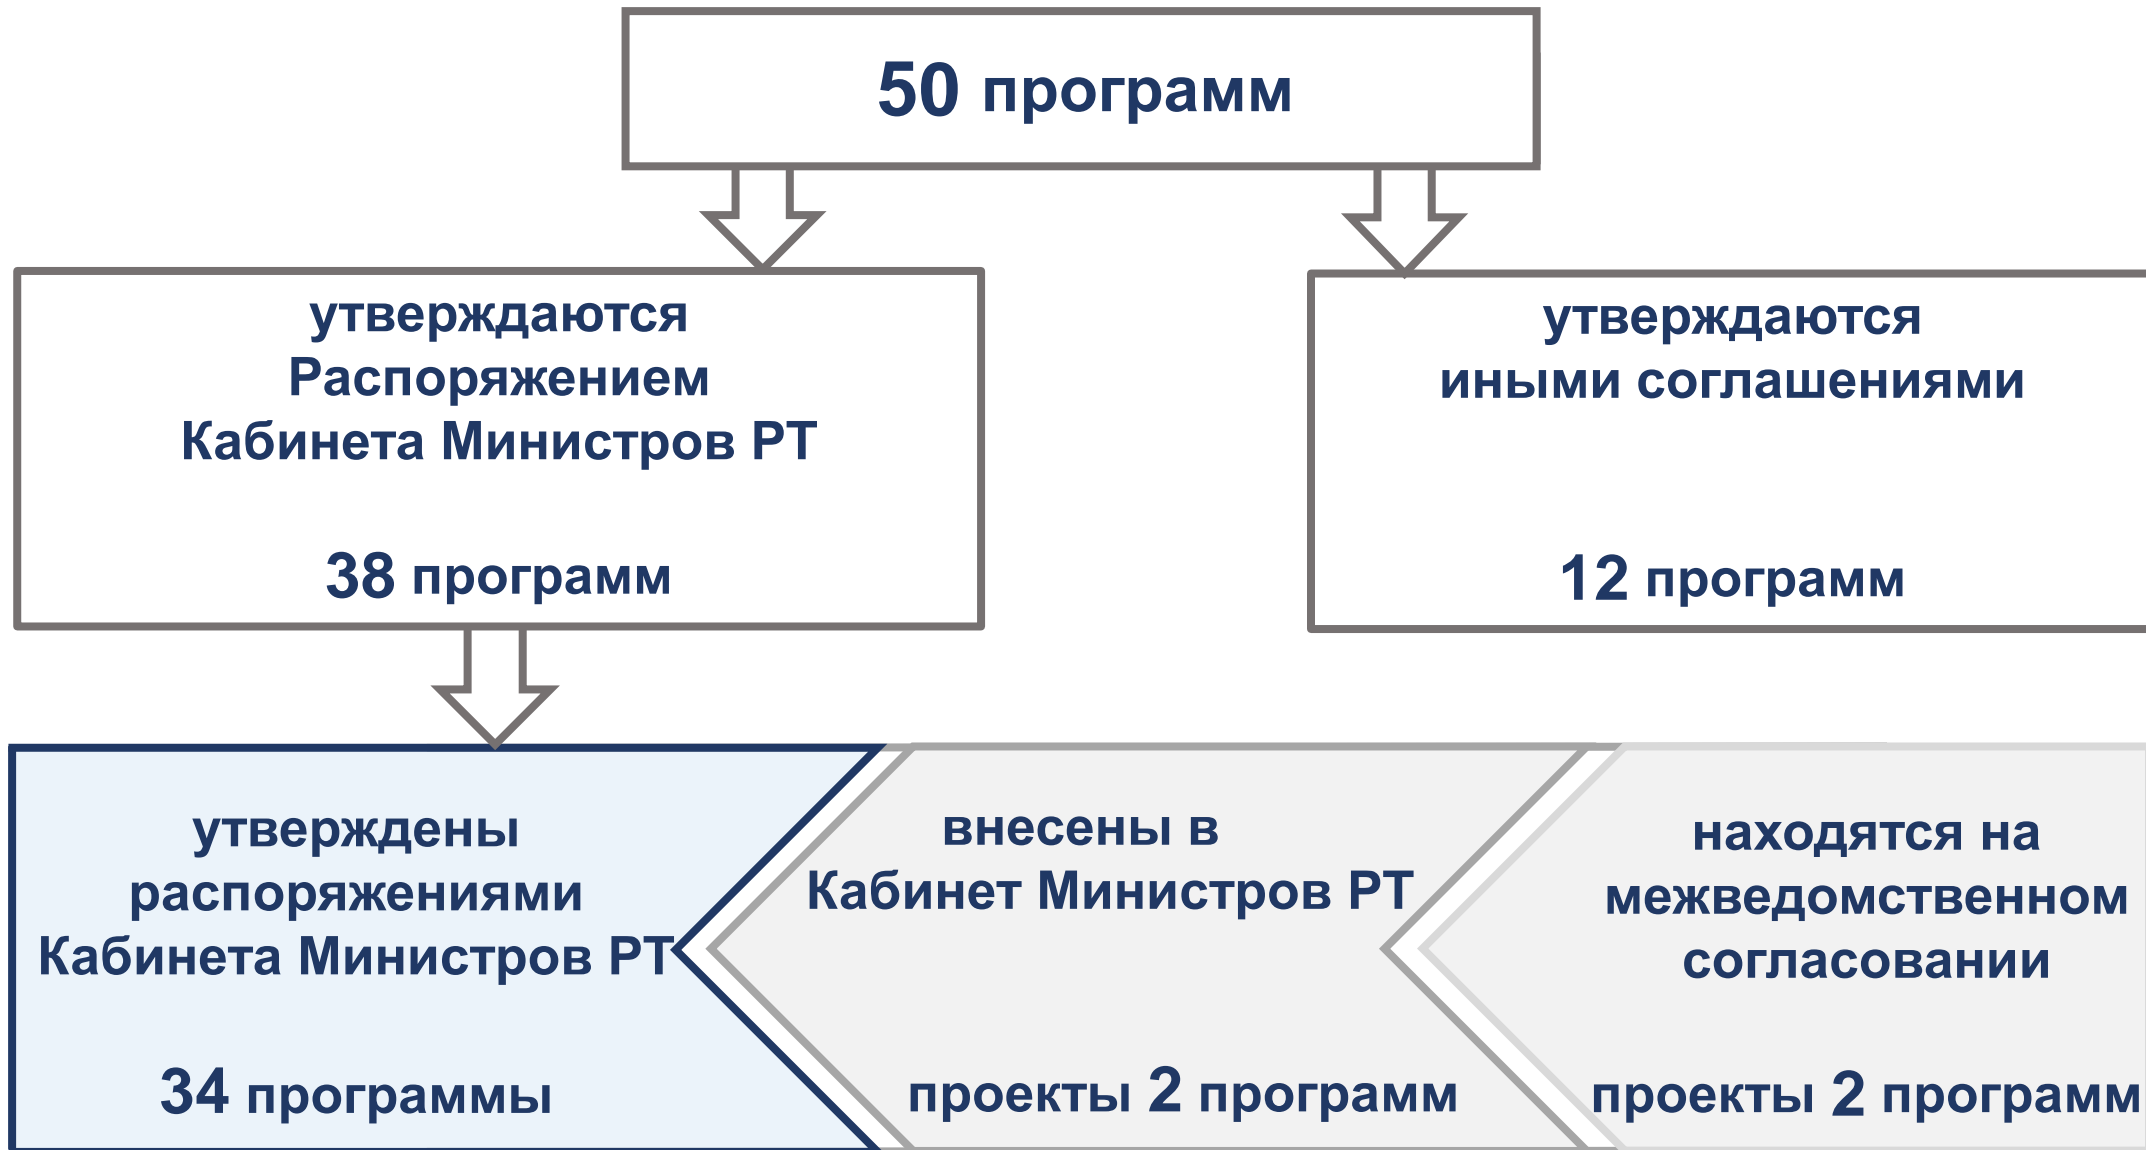 50 программ
утверждаются
Распоряжением
Кабинета Министров РТ
38 программ
утверждаются
иными соглашениями
12 программ
утверждены
распоряжениями
Кабинета Министров РТ
34 программы
внесены в
Кабинет Министров РТ
проекты 2 программ
находятся на
межведомственном
согласовании
проекты 2 программ